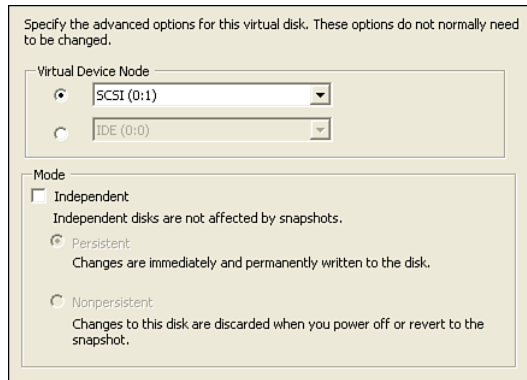 Specify the advanced options for this virtual disk. These options do not normally need
to be changed.
Virtual Device Node
SCSI (0:1)
IDE (0:0)
Mode
Independent
Independent disks are not affected by snapshots.
Persistent
Changes are immediately and permanently written to the disk.
Nonpersistent
Changes to this disk are discarded when you power off or revert to the
snapshot.